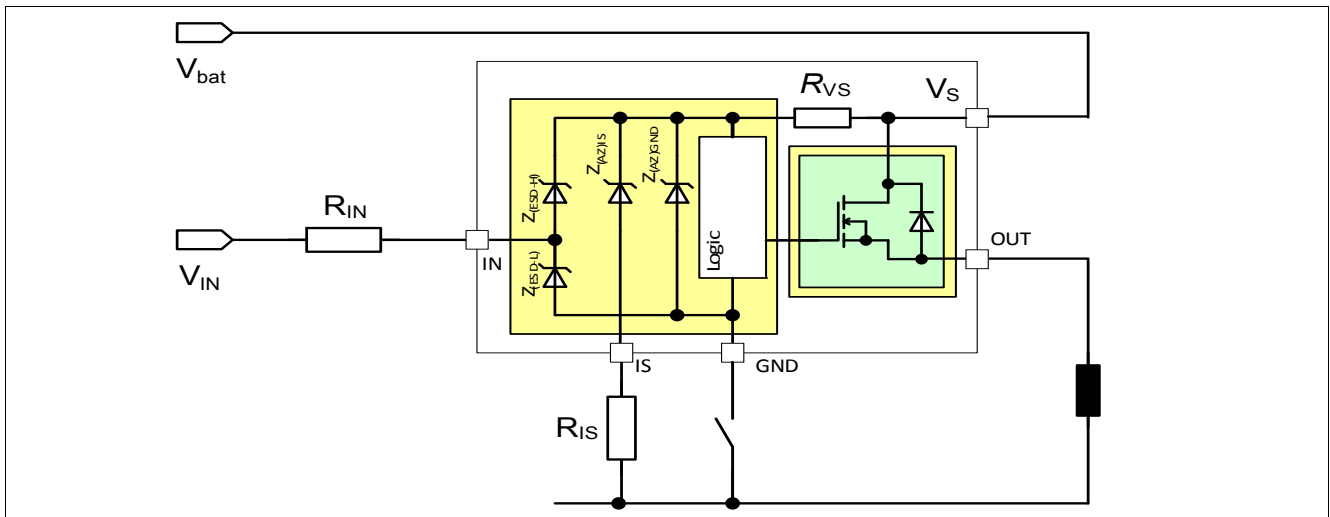 Vbat
RVS
VS
Z(AZ)IS
Z(AZ)GND
Z(ESD-H)
RIN
Logic
OUT
VIN
IN
Z(ESD-L)
IS
GND
RIS